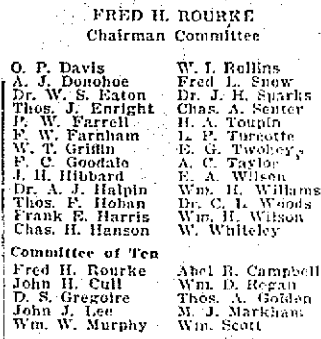 FRED H. ROURKE
Chairman Committee
O. P. Davis
A. J. Donohoe
Dr. W. S. Eaton
Thos. J. Enright
P. W. Farrell
F. W. Farnham
W. T. Griffin
F. C. Goodale
J. H. Hibbard
Dr. A. J. Halpin
Thos. F. Hoban
Frank E. Harris
Chas. H. Hanson
W. I. Rollins
Fred L. Snow
Dr. J. H. Sparks
Chas. A. Senter
H. A. Toupin
L. P. Turcotte
E. G. Twohey
A. C. Taylor
E. A. Wilson
Wm. H. Williams
Dr. C. L. Woods
Wm. H. Wilson
W. Whiteley
Committee of Ten
Fred H. Rourke
John H. Cull
D. S. Gregoire
John J. Lee
Wm. W. Murphy
Abel R. Campbell
Wm. D. Regan
Thos. A. Golden
M. J. Markham
Wm. Scott